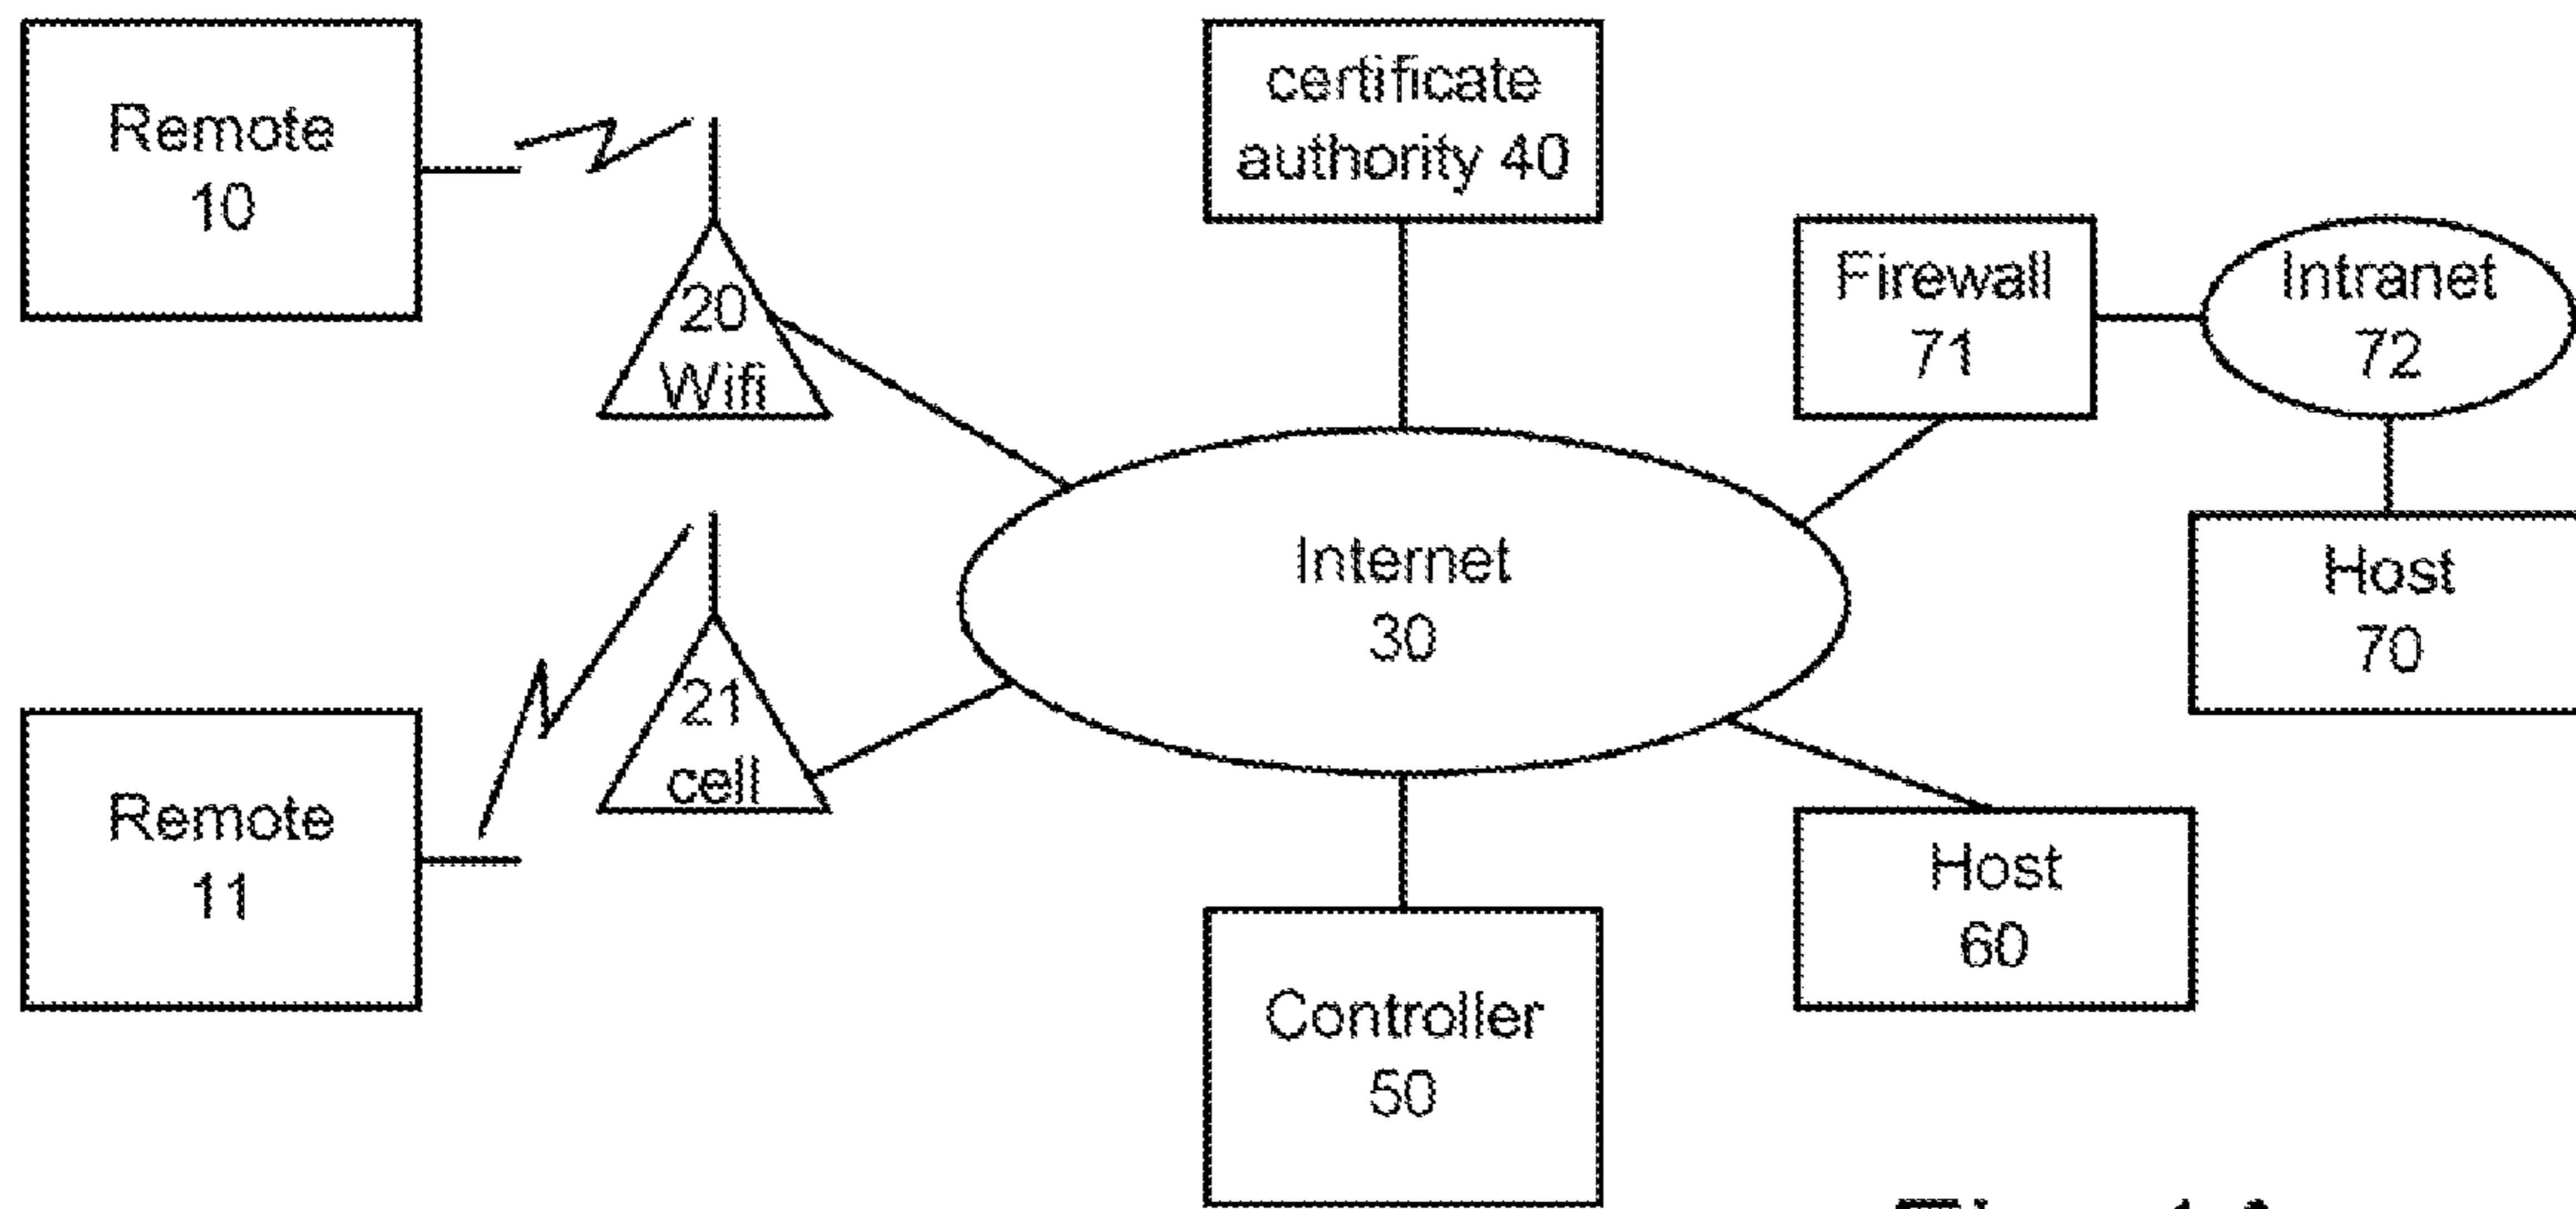 Remote
10
certificate
authority 40
20
Wifi
Firewall
71
Intranet
72
Internet
30
Host
70
21
cell
Remote
11
Host
60
Controller
50